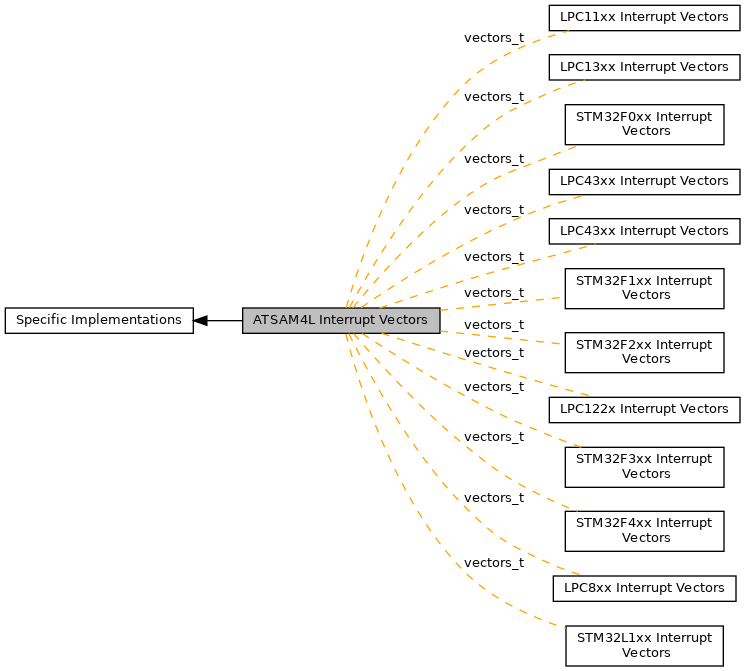 LPC11xx Interrupt Vectors
vectors_t
LPC13xx Interrupt Vectors
vectors_t
STM32F0xx Interrupt
Vectors
vectors_t
LPC43xx Interrupt Vectors
vectors_t
LPC43xx Interrupt Vectors
vectors_t
STM32F1xx Interrupt
Vectors
vectors_t
Specific Implementations
ATSAM4L Interrupt Vectors
vectors_t
STM32F2xx Interrupt
Vectors
vectors_t
LPC122x Interrupt Vectors
vectors_t
STM32F3xx Interrupt
Vectors
vectors_t
STM32F4xx Interrupt
Vectors
vectors_t
LPC8xx Interrupt Vectors
vectors_t
STM32L1xx Interrupt
Vectors